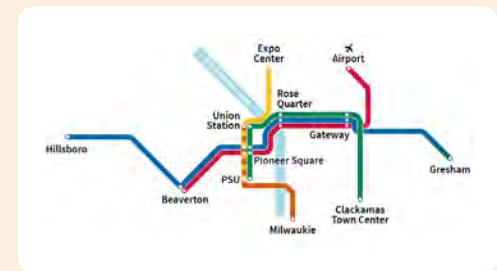 Expo
Center
Airport
Rose
Quarter
Union
Station
Gateway
Hillsboro
Pioneer Square
Gresham
PSU
Beaverton
Clackamas
Town Center
Milwaukie